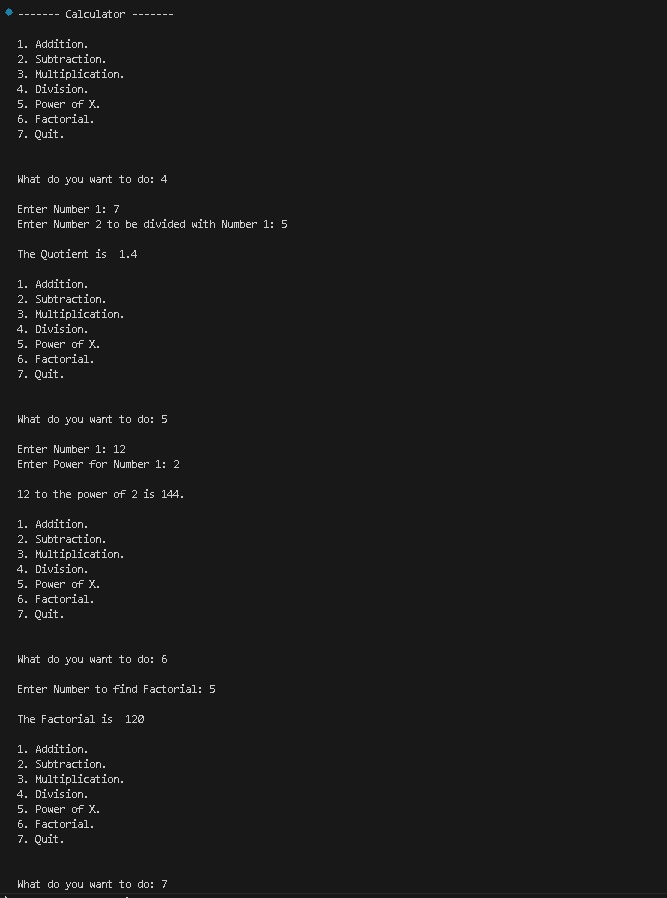 ------- Calculator -------
1. Addition.
2. Subtraction.
3. Multiplication.
4. Division.
5. Power of X.
6. Factorial.
7. Quit.
What do you want to do: 4
Enter Number 1: 7
Enter Number 2 to be divided with Number 1: 5
The Quotient is  1.4
1. Addition.
2. Subtraction.
3. Multiplication.
4. Division.
5. Power of X.
6. Factorial.
7. Quit.
What do you want to do: 5
Enter Number 1: 12
Enter Power for Number 1: 2
12 to the power of 2 is 144.
1. Addition.
2. Subtraction.
3. Multiplication.
4. Division.
5. Power of X.
6. Factorial.
7. Quit.
What do you want to do: 6
Enter Number to find Factorial: 5
The Factorial is  120
1. Addition.
2. Subtraction.
3. Multiplication.
4. Division.
5. Power of X.
6. Factorial.
7. Quit.
What do you want to do: 7